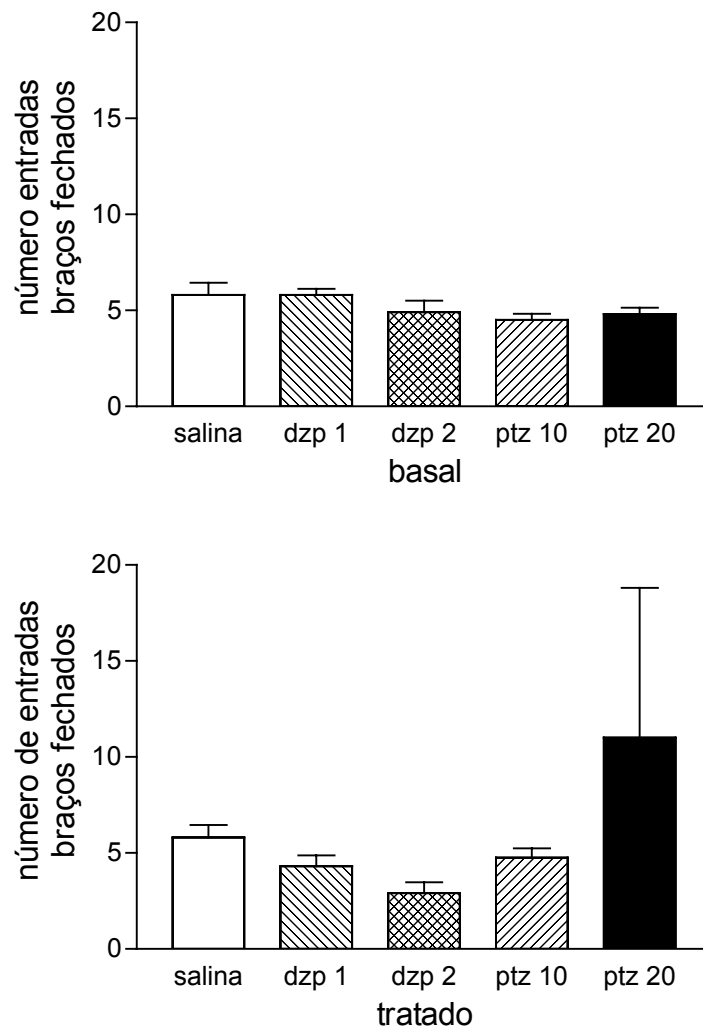 número entradas
braços fechados
20
15
10
5
0
salina dzp 1 dzp 2 ptz 10 ptz 20
basal
número de entradas
braços fechados
20
15
10
5
0
salina dzp 1 dzp 2 ptz 10 ptz 20
tratado